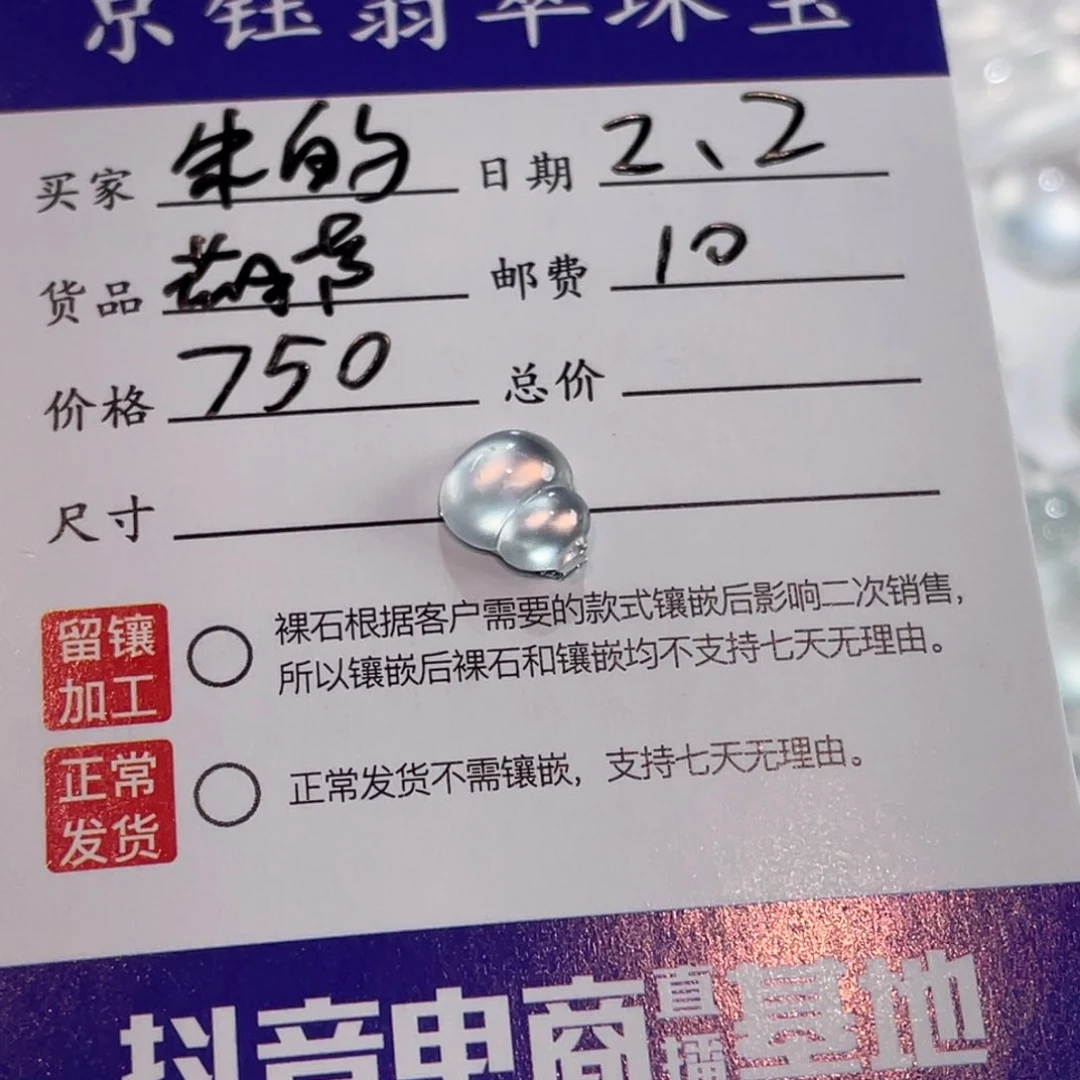 京钰翡翠珠宝
买家 朱的 日期 2、2
货品 葫芦 邮费 10
价格 750 总价
尺寸
留镶加工 裸石根据客户需要的款式镶嵌后影响二次销售，
所以镶嵌后裸石和镶嵌均不支持七天无理由。
正常发货 正常发货不需镶嵌，支持七天无理由。
抖音电商直播基地